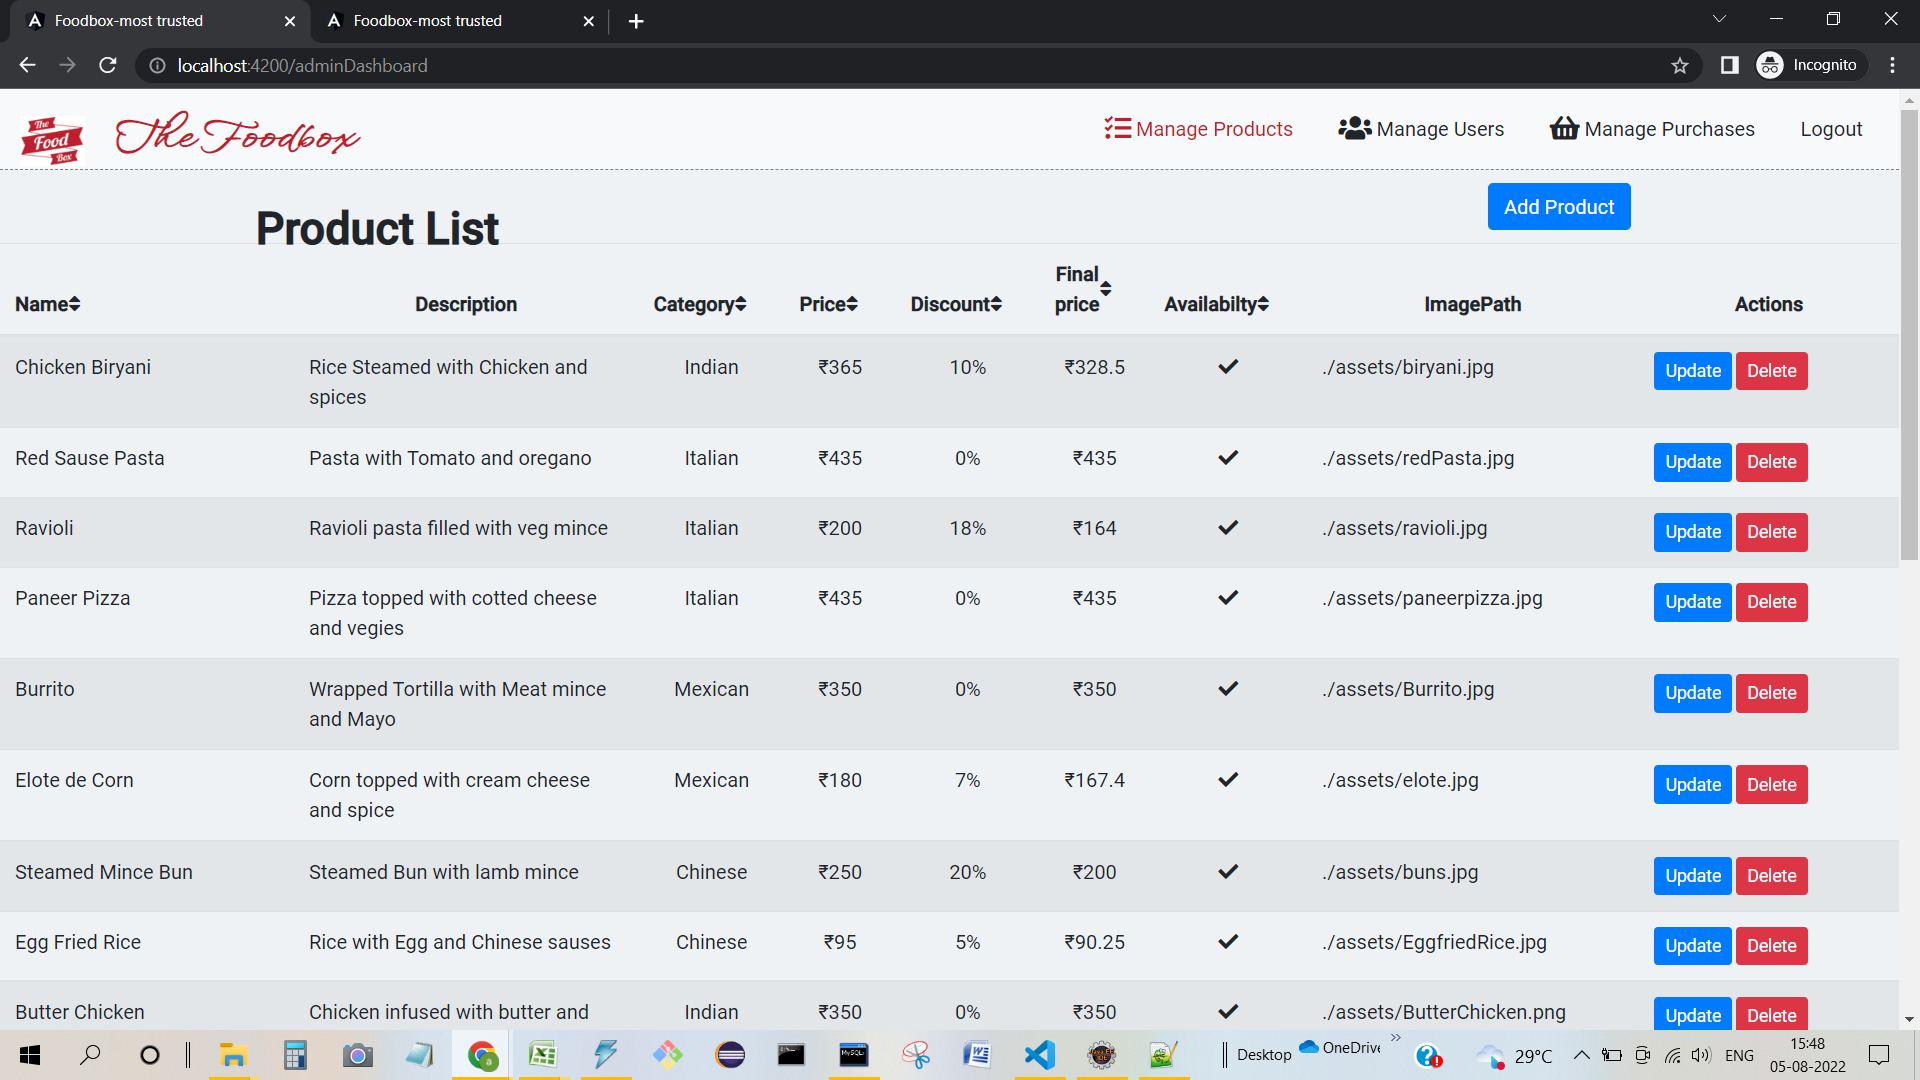 Foodbox-most trusted
Foodbox-most trusted
localhost:4200/adminDashboard
Incognito
The Food Box
The Foodbox
Manage Products
Manage Users
Manage Purchases
Logout
Product List
Add Product
Name Description Category Price Discount Final price Availabilty ImagePath Actions
Chicken Biryani Rice Steamed with Chicken and Indian ₹365 10% ₹328.5 ./assets/biryani.jpg Update Delete
spices
Red Sause Pasta Pasta with Tomato and oregano Italian ₹435 0% ₹435 ./assets/redPasta.jpg Update Delete
Ravioli Ravioli pasta filled with veg mince Italian ₹200 18% ₹164 ./assets/ravioli.jpg Update Delete
Paneer Pizza Pizza topped with cotted cheese Italian ₹435 0% ₹435 ./assets/paneerpizza.jpg Update Delete
and vegies
Burrito Wrapped Tortilla with Meat mince Mexican ₹350 0% ₹350 ./assets/Burrito.jpg Update Delete
and Mayo
Elote de Corn Corn topped with cream cheese Mexican ₹180 7% ₹167.4 ./assets/elote.jpg Update Delete
and spice
Steamed Mince Bun Steamed Bun with lamb mince Chinese ₹250 20% ₹200 ./assets/buns.jpg Update Delete
Egg Fried Rice Rice with Egg and Chinese sauses Chinese ₹95 5% ₹90.25 ./assets/EggfriedRice.jpg Update Delete
Butter Chicken Chicken infused with butter and Indian ₹350 0% ₹350 ./assets/ButterChicken.png Update Delete
Desktop
OneDrive
29°C
ENG
15:48
05-08-2022